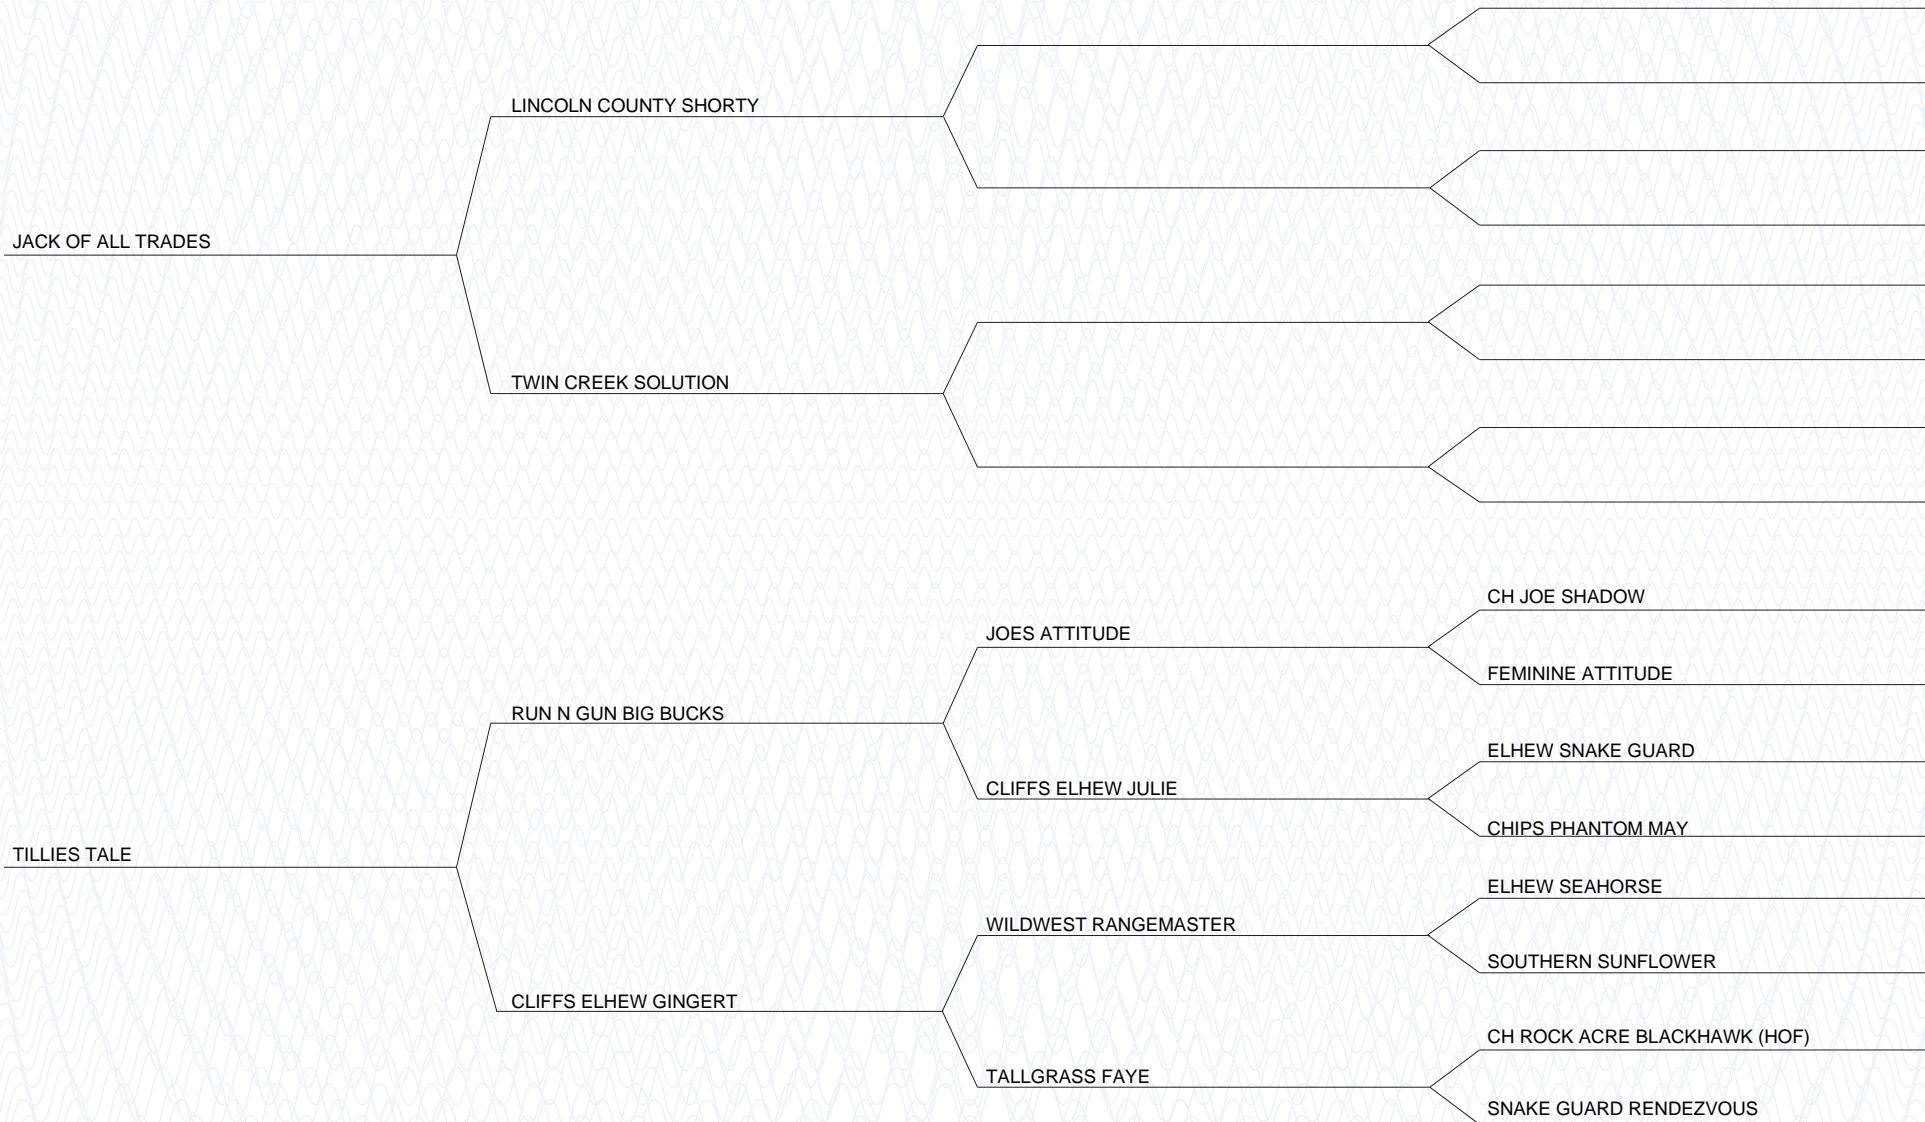 LINCOLN COUNTY SHORTY
JACK OF ALL TRADES
TWIN CREEK SOLUTION
CH JOE SHADOW
JOES ATTITUDE
FEMININE ATTITUDE
RUN N GUN BIG BUCKS
ELHEW SNAKE GUARD
CLIFFS ELHEW JULIE
CHIPS PHANTOM MAY
TILLIES TALE
ELHEW SEAHORSE
WILDWEST RANGEMASTER
SOUTHERN SUNFLOWER
CLIFFS ELHEW GINGERT
CH ROCK ACRE BLACKHAWK (HOF)
TALLGRASS FAYE
SNAKE GUARD RENDEZVOUS